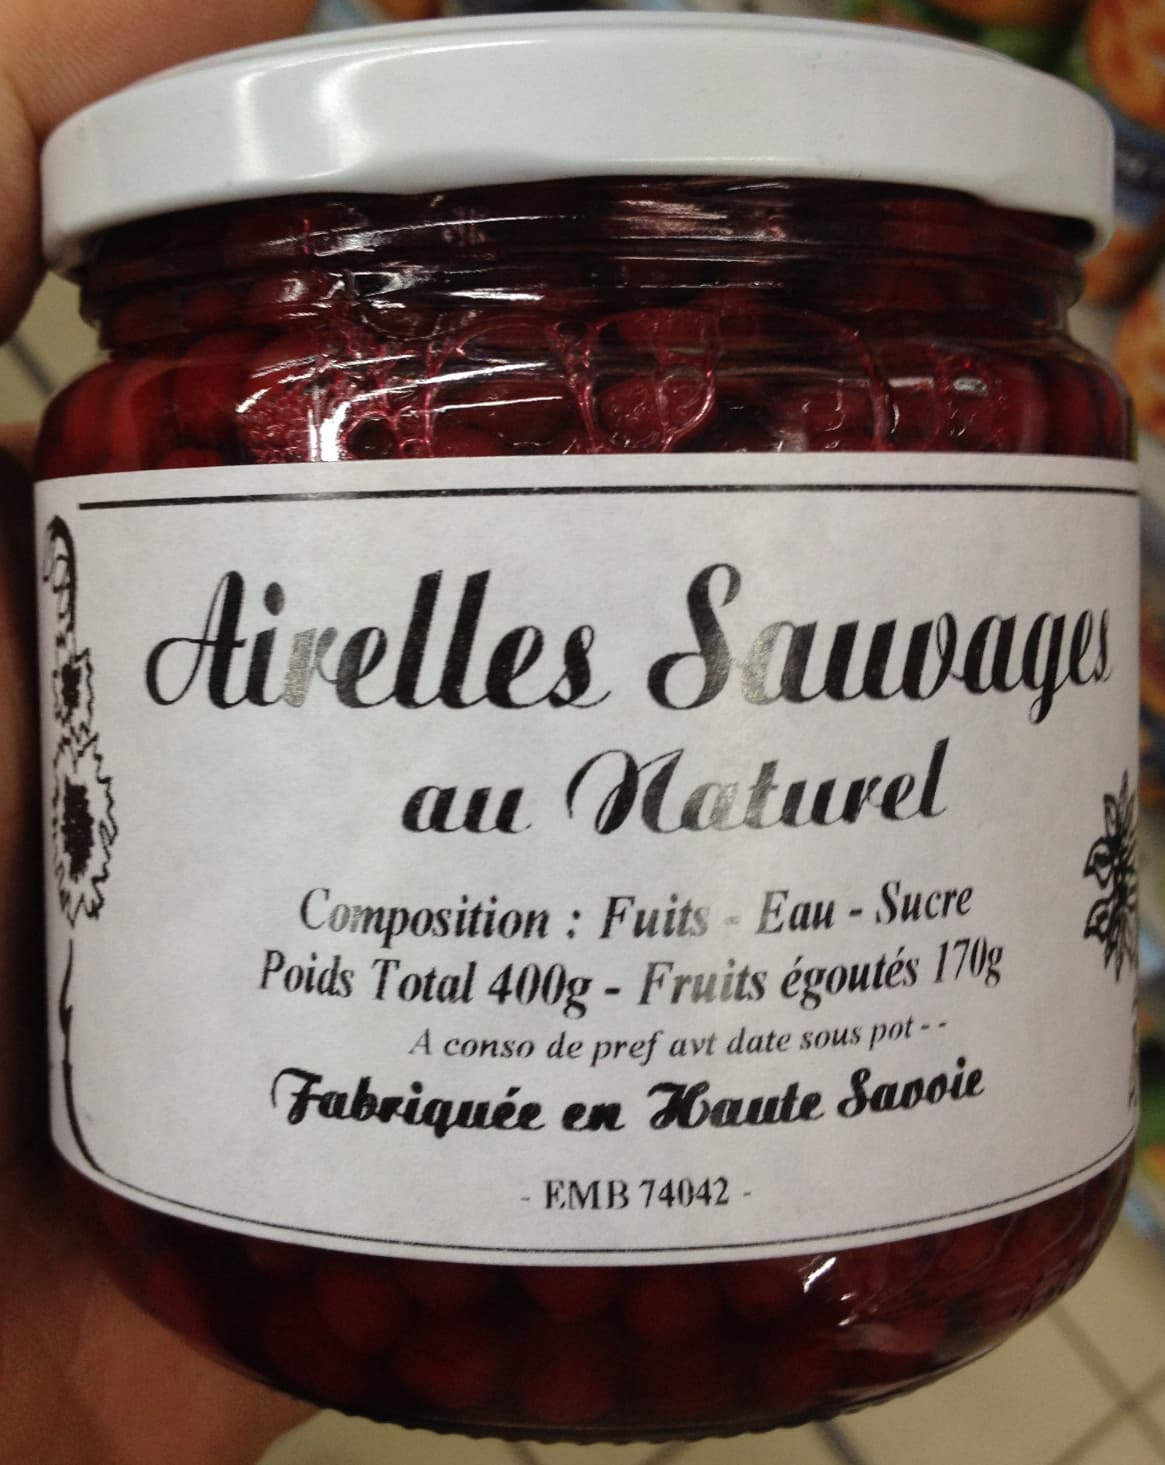 Airelles Sauvages
au Naturel
Composition : Fuits - Eau - Sucre
Poids Total 400g - Fruits égoutés 170g
A conso de pref avt date sous pot - -
Fabriquée en Haute Savoie
- EMB 74042 -